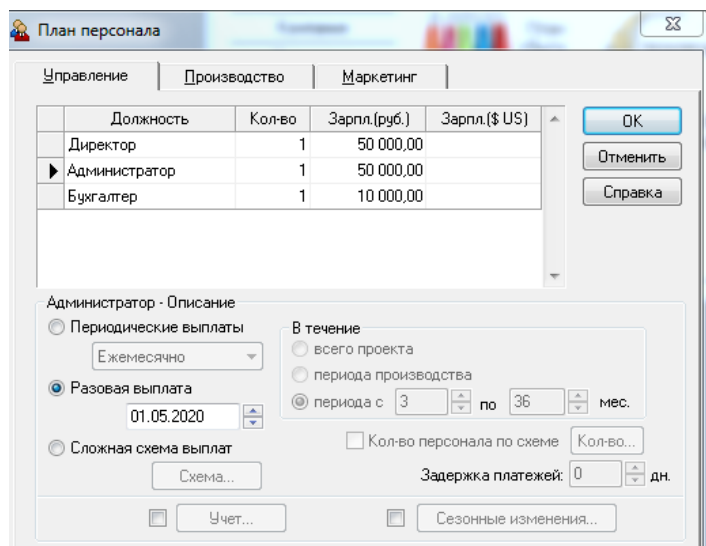 План персонала
Управление Производство Маркетинг
Должность Кол-во Зарпл.(руб.) Зарпл.($ US)
Директор 1 50 000,00
Администратор 1 50 000,00
Бухгалтер 1 10 000,00
OK
Отменить
Справка
Администратор - Описание
Периодические выплаты
Ежемесячно
Разовая выплата
01.05.2020
Сложная схема выплат
Схема...
В течение
всего проекта
периода производства
периода с 3 по 36 мес.
Кол-во персонала по схеме Кол-во...
Задержка платежей: 0 дн.
Учет... Сезонные изменения...